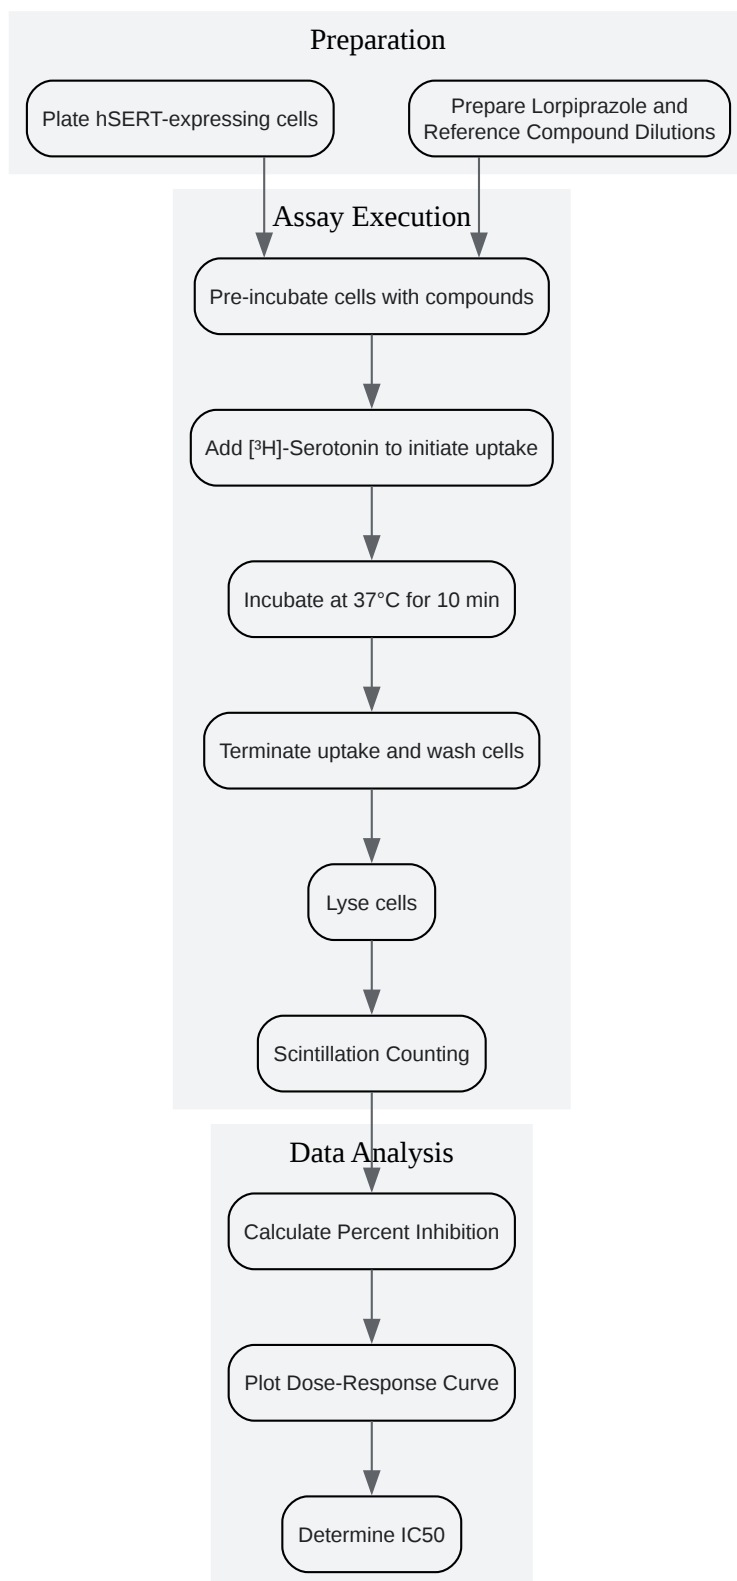 Preparation
Plate hSERT-expressing cells
Prepare Lorpiprazole and
Reference Compound Dilutions
Assay Execution
Pre-incubate cells with compounds
Add [³H]-Serotonin to initiate uptake
Incubate at 37°C for 10 min
Terminate uptake and wash cells
Lyse cells
Scintillation Counting
Data Analysis
Calculate Percent Inhibition
Plot Dose-Response Curve
Determine IC50